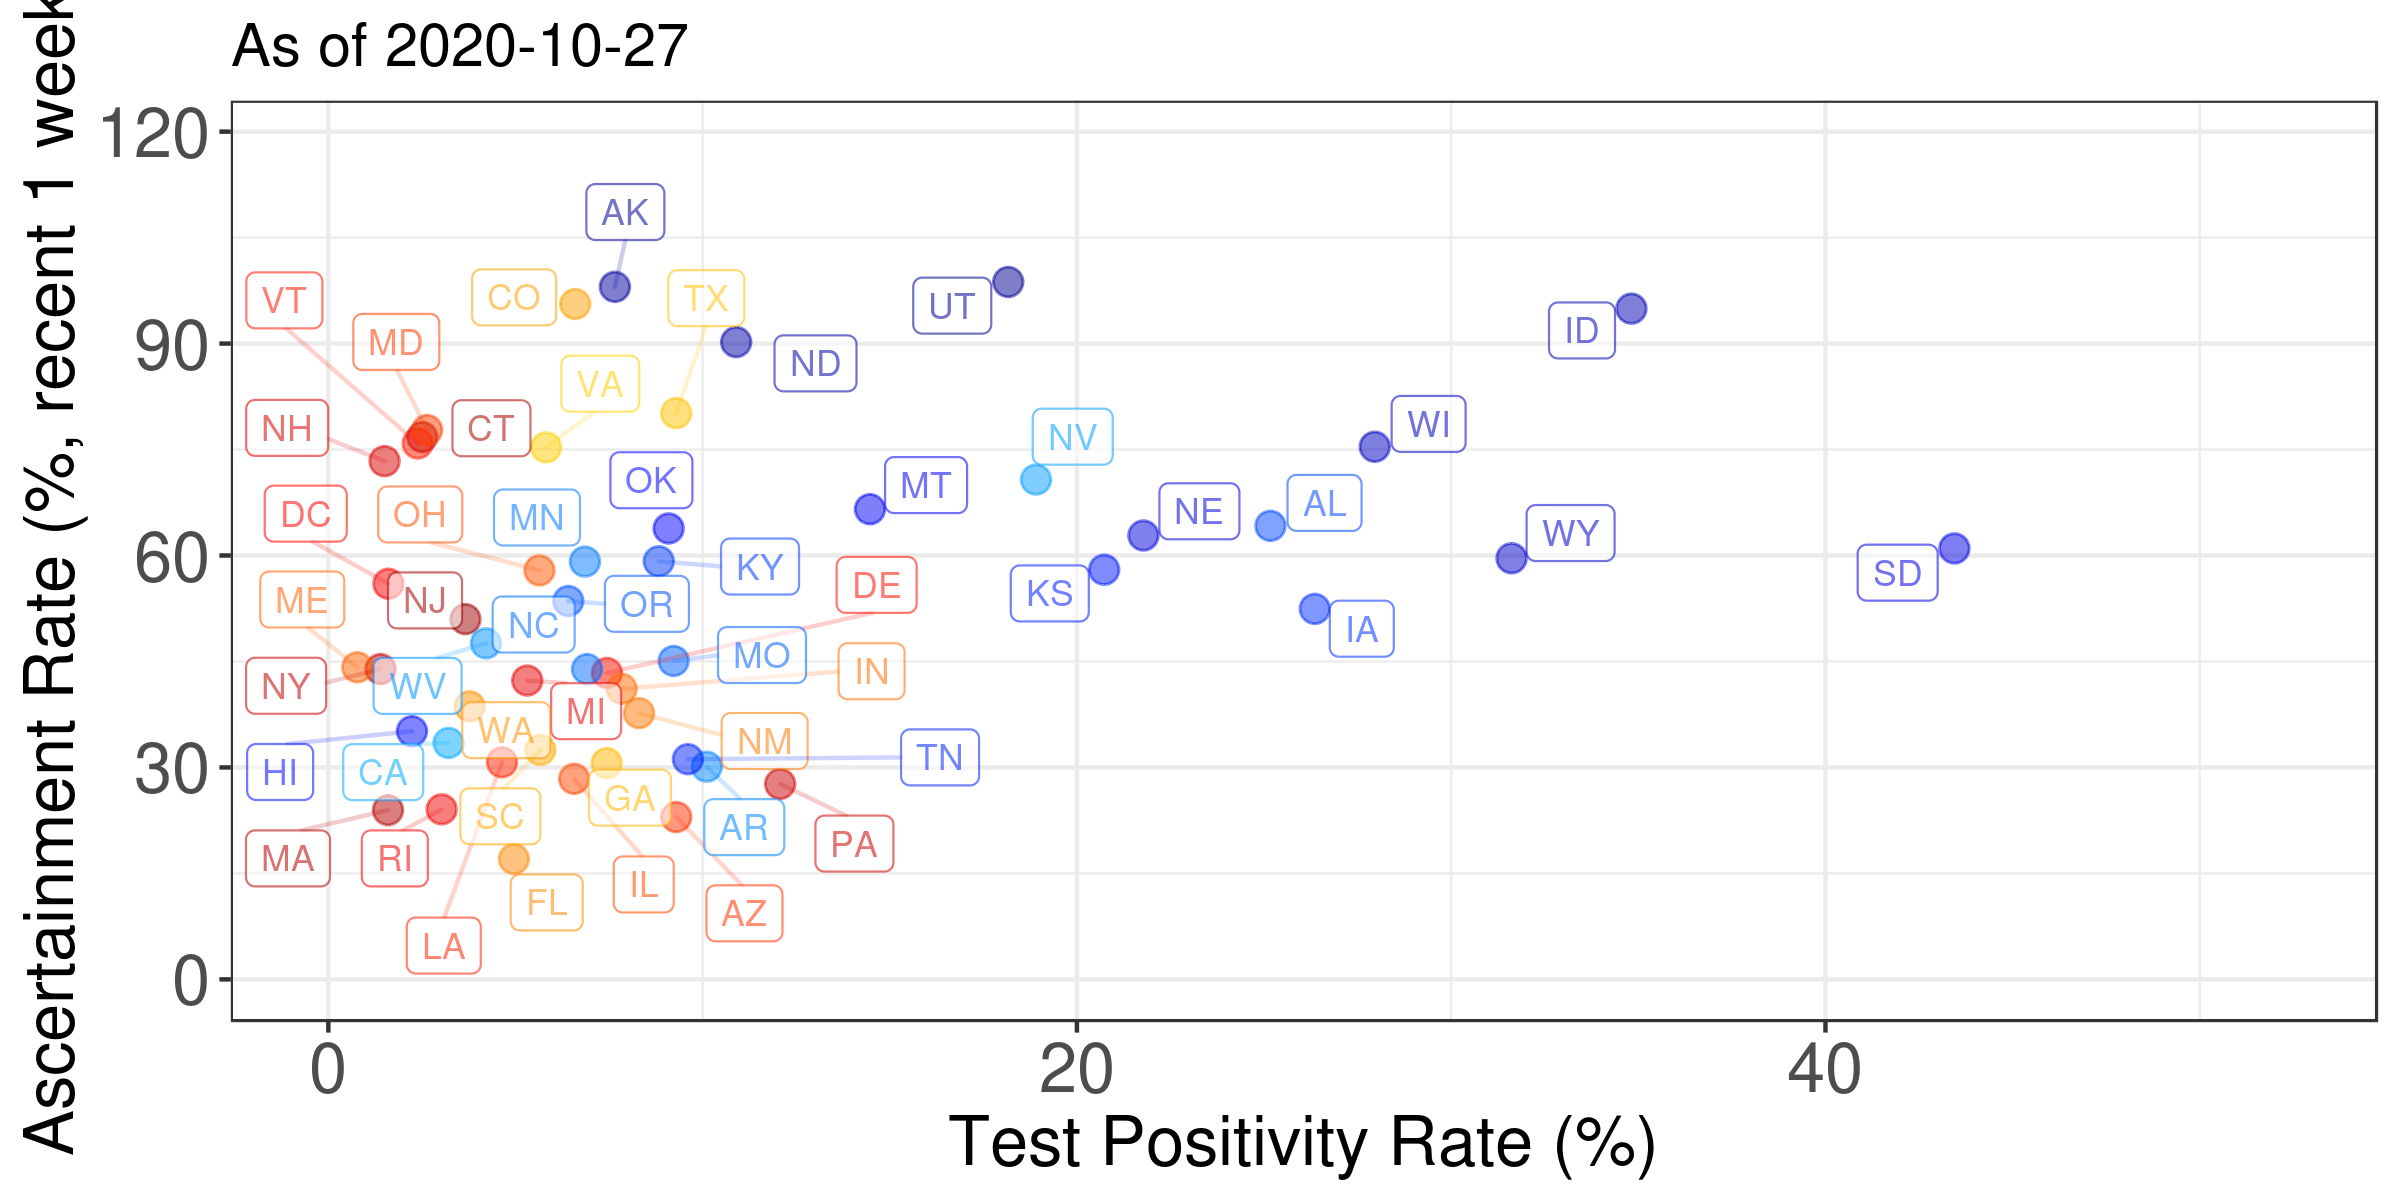 As of 2020-10-27
Ascertainment Rate (%, recent 1 week
120
90
60
30
0
AK
VT
CO
TX
UT
MD
ID
ND
VA
NH
CT
WI
NV
OK
MT
DC
OH
MN
NE
AL
WY
KY
SD
ME
NJ
DE
KS
NC
OR
IA
NY
WV
MO
IN
MI
WA
NM
HI
CA
TN
SC
GA
AR
PA
MA
RI
IL
FL
AZ
LA
0
20
40
Test Positivity Rate (%)